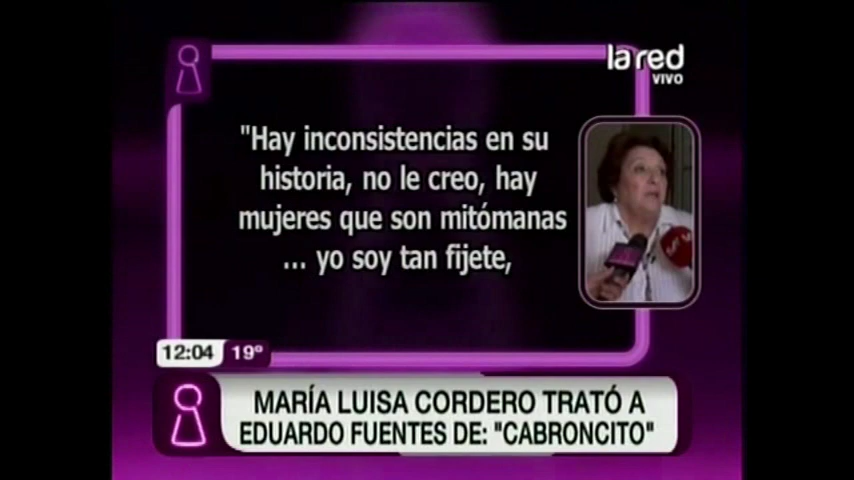 la red
VIVO
"Hay inconsistencias en su
historia, no le creo, hay
mujeres que son mitómanas
... yo soy tan fijete,
12:04 19º
MARÍA LUISA CORDERO TRATÓ A
EDUARDO FUENTES DE: "CABRONCITO"